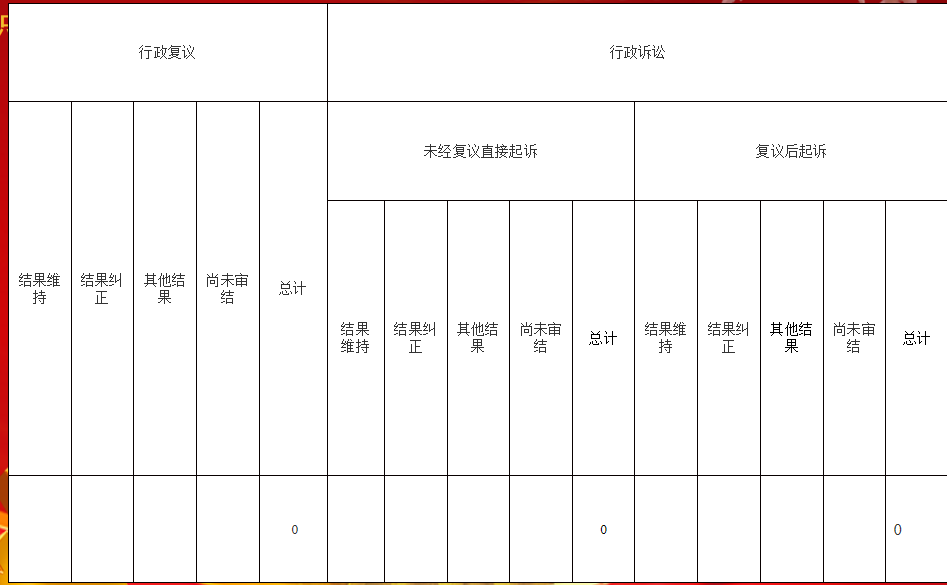 行政复议
行政诉讼
未经复议直接起诉
复议后起诉
结果维
持
结果纠
正
其他结
果
尚未审
结
总计
结果
维持
结果纠
正
其他结
果
尚未审
结
总计
结果维
持
结果纠
正
其他结
果
尚未审
结
总计
0
0
0